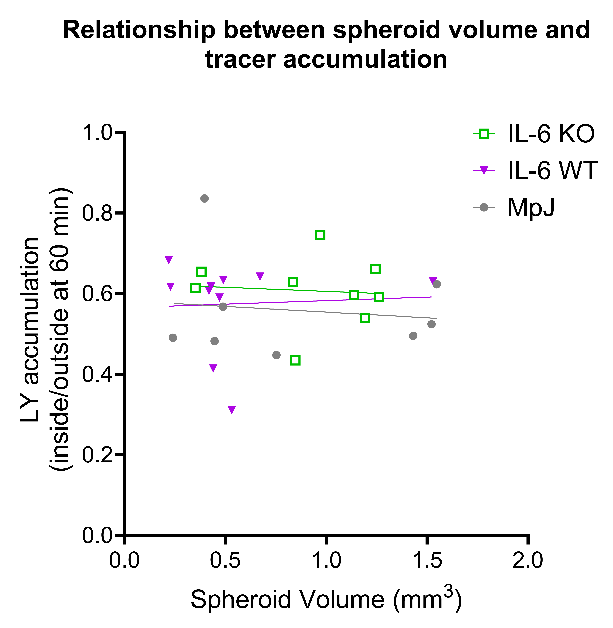 Relationship between spheroid volume and
tracer accumulation
IL-6 KO
IL-6 WT
MpJ
LY accumulation
(inside/outside at 60 min)
1.0
0.8
0.6
0.4
0.2
0.0
0.0 0.5 1.0 1.5 2.0
Spheroid Volume (mm³)